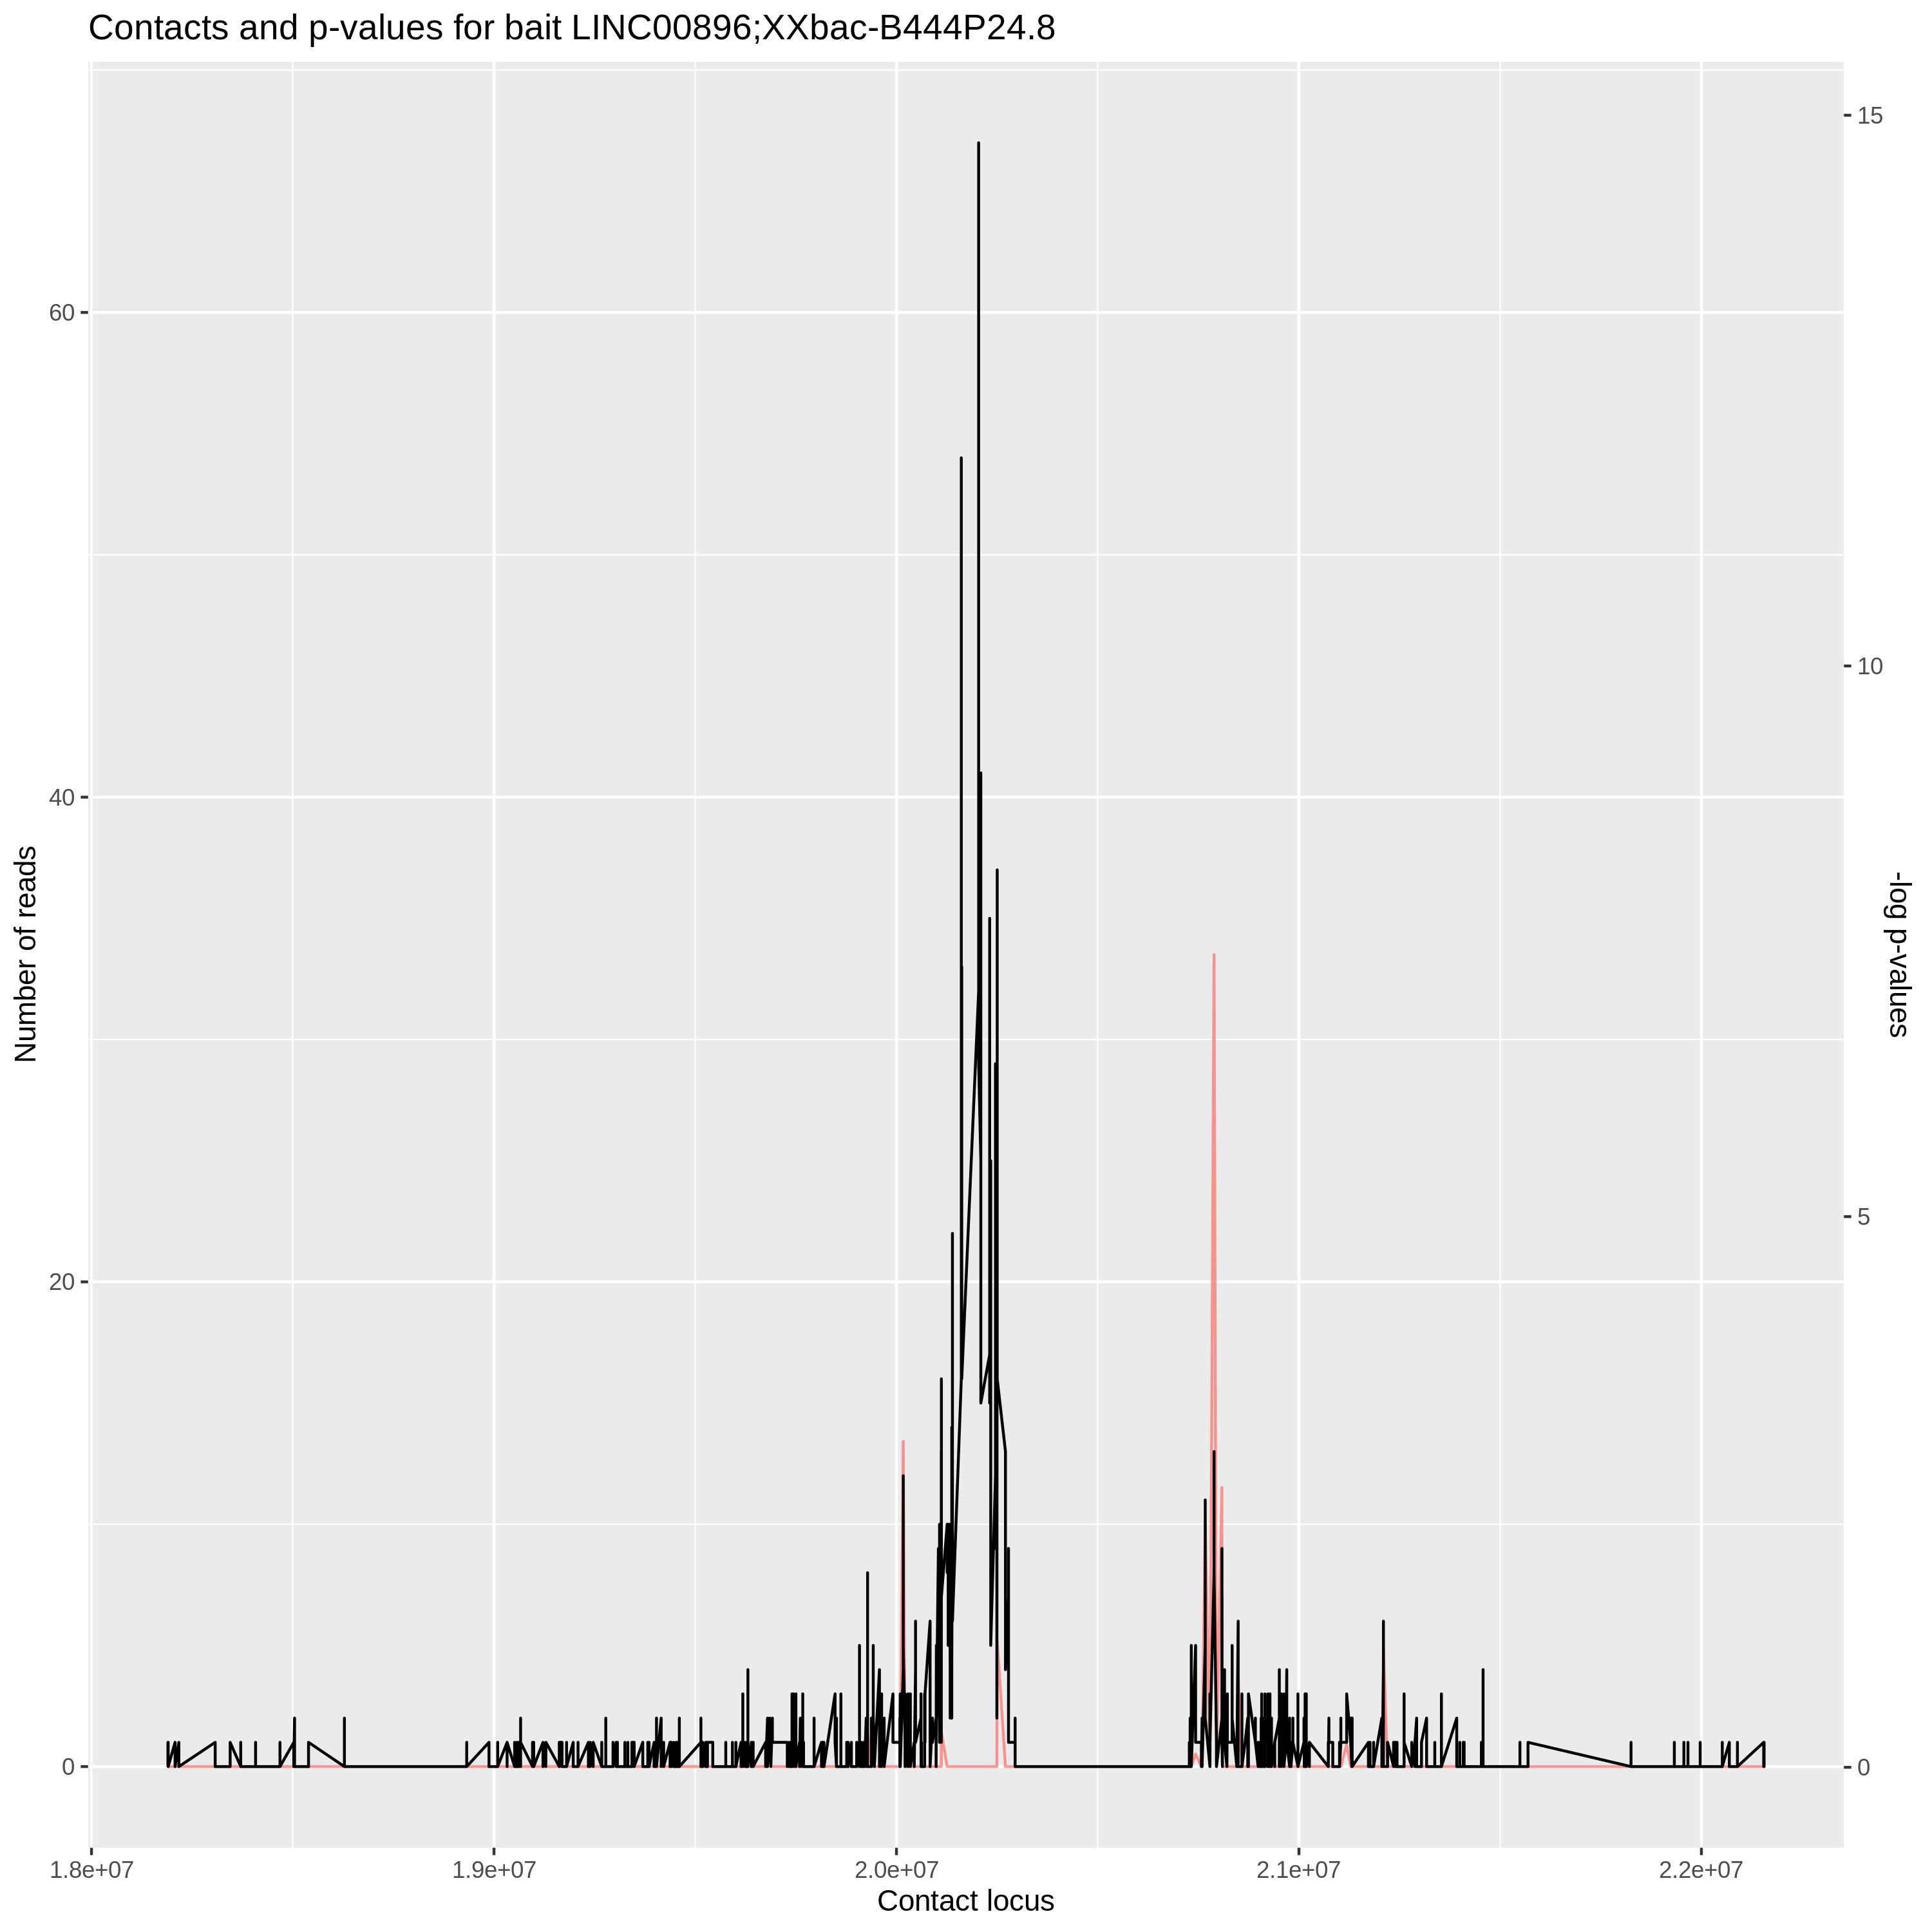 Contacts and p-values for bait LINC00896;XXbac-B444P24.8
15
60
10
40
Number of reads
-log p-values
5
20
0
0
1.8e+07
1.9e+07
2.0e+07
2.1e+07
2.2e+07
Contact locus